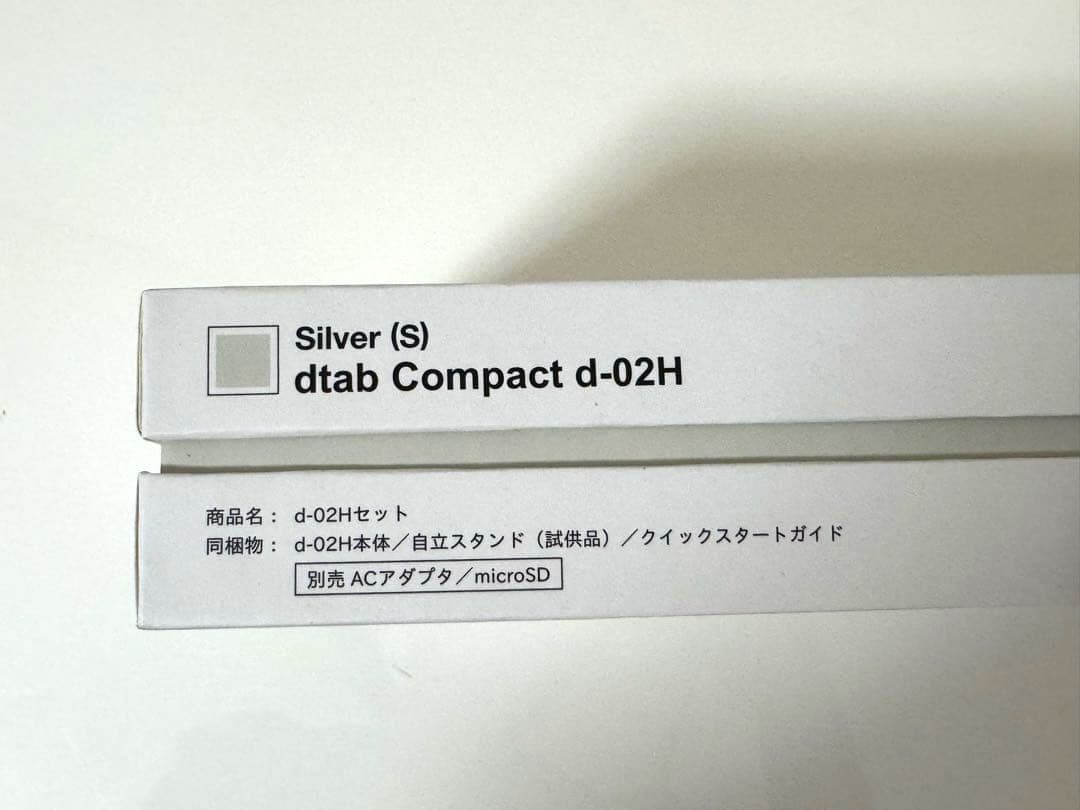 Silver (S)
dtab Compact d-02H
商品名： d-02Hセット
同梱物： d-02H本体／自立スタンド（試供品）／クイックスタートガイド
別売 ACアダプタ／microSD